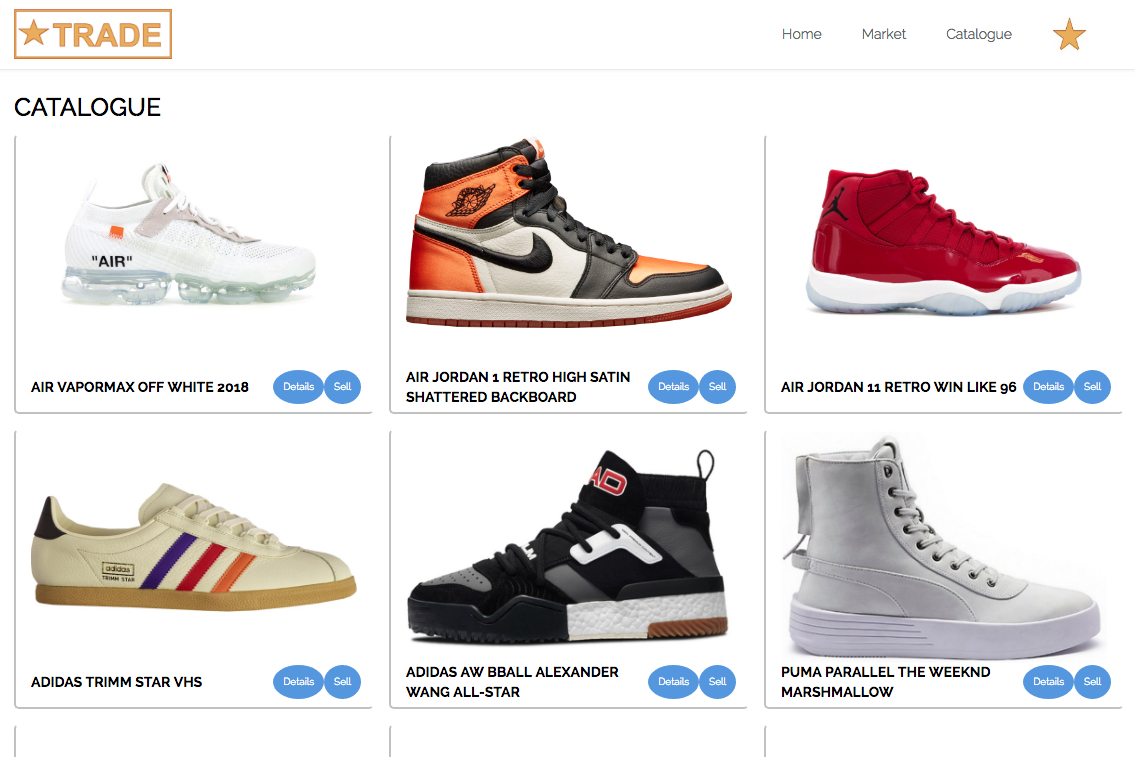 ★TRADE
Home Market Catalogue
CATALOGUE
"AIR"
AIR VAPORMAX OFF WHITE 2018
Details Sell
AIR JORDAN 1 RETRO HIGH SATIN
SHATTERED BACKBOARD
Details Sell
AIR JORDAN 11 RETRO WIN LIKE 96
Details Sell
adidas
TRIMM STAR
ADIDAS TRIMM STAR VHS
Details Sell
ADIDAS AW BBALL ALEXANDER
WANG ALL-STAR
Details Sell
PUMA PARALLEL THE WEEKND
MARSHMALLOW
Details Sell